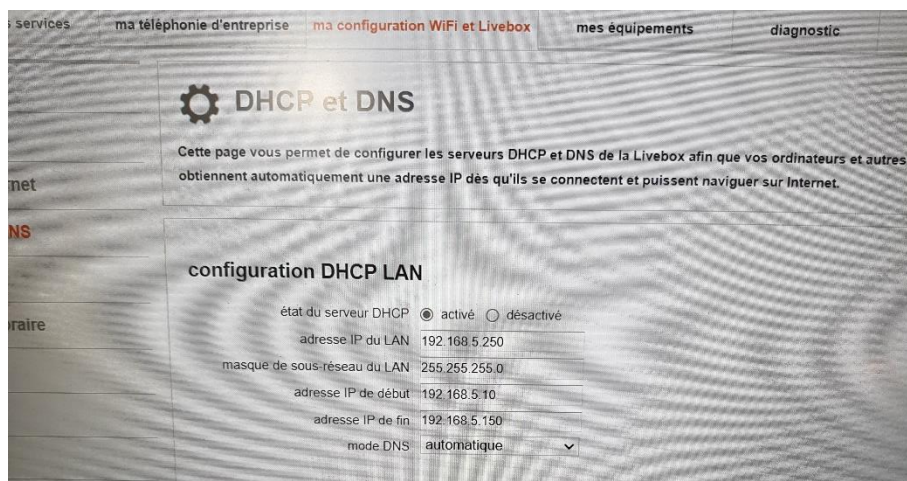 services
ma téléphonie d'entreprise
ma configuration WiFi et Livebox
mes équipements
diagnostic
DHCP et DNS
Cette page vous permet de configurer les serveurs DHCP et DNS de la Livebox afin que vos ordinateurs et autres
obtiennent automatiquement une adresse IP dès qu'ils se connectent et puissent naviguer sur Internet.
net
NS
raire
configuration DHCP LAN
état du serveur DHCP activé désactivé
adresse IP du LAN 192.168.5.250
masque de sous-réseau du LAN 255.255.255.0
adresse IP de début 192.168.5.10
adresse IP de fin 192.168.5.150
mode DNS automatique